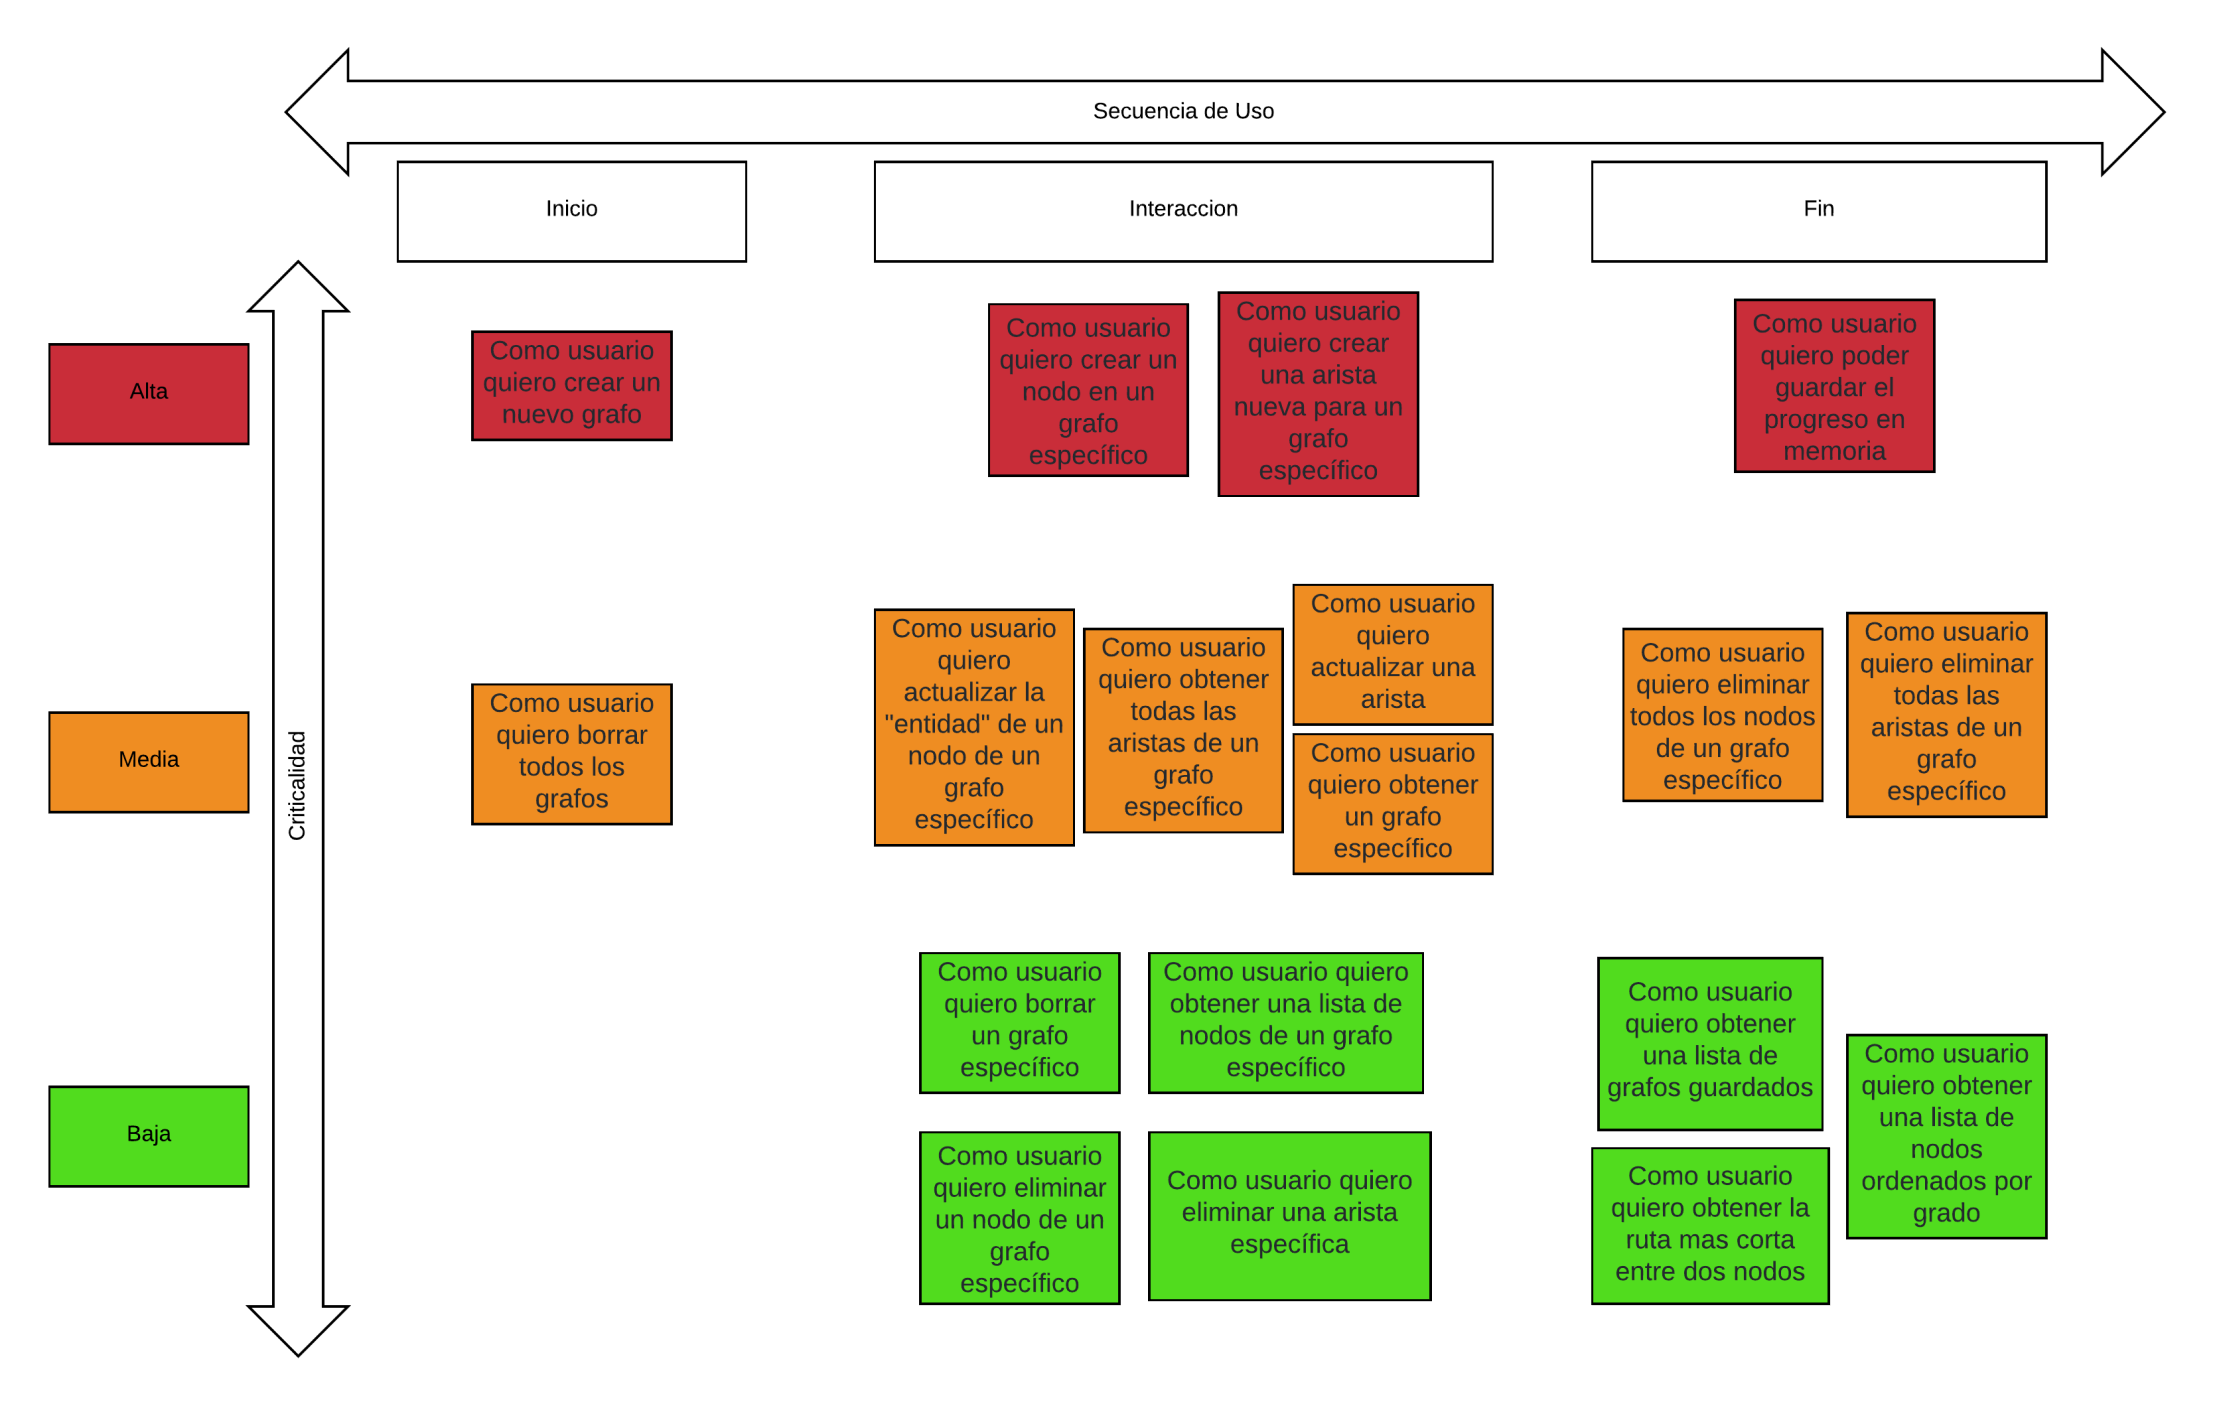 Secuencia de Uso
Inicio
Interaccion
Fin
Criticalidad
Alta
Como usuario
quiero crear un
nuevo grafo
Como usuario
quiero crear un
nodo en un
grafo
específico
Como usuario
quiero crear
una arista
nueva para un
grafo
específico
Como usuario
quiero poder
guardar el
progreso en
memoria
Media
Como usuario
quiero borrar
todos los
grafos
Como usuario
quiero
actualizar la
"entidad" de un
nodo de un
grafo
específico
Como usuario
quiero obtener
todas las
aristas de un
grafo
específico
Como usuario
quiero
actualizar una
arista
Como usuario
quiero obtener
un grafo
específico
Como usuario
quiero eliminar
todos los nodos
de un grafo
específico
Como usuario
quiero eliminar
todas las
aristas de un
grafo
específico
Baja
Como usuario
quiero borrar
un grafo
específico
Como usuario quiero
obtener una lista de
nodos de un grafo
específico
Como usuario
quiero eliminar
un nodo de un
grafo
específico
Como usuario quiero
eliminar una arista
específica
Como usuario
quiero obtener
una lista de
grafos guardados
Como usuario
quiero obtener la
ruta mas corta
entre dos nodos
Como usuario
quiero obtener
una lista de
nodos
ordenados por
grado